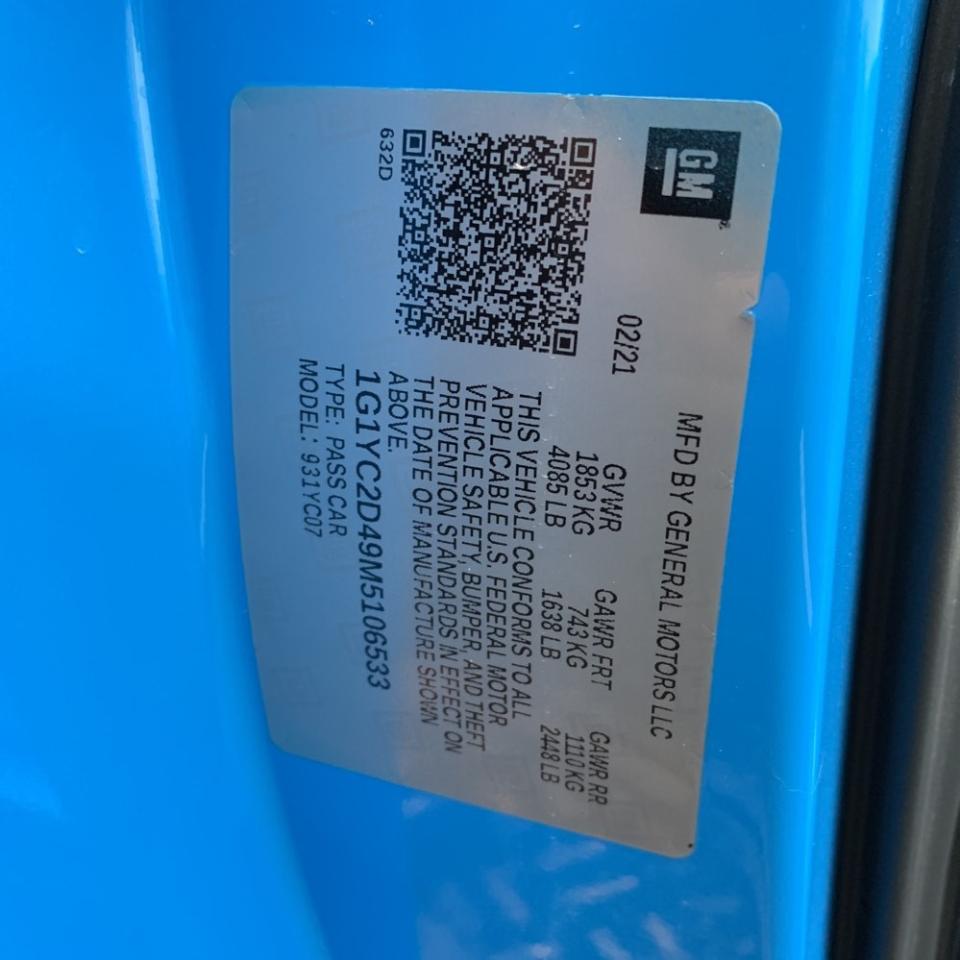 GM
MFD BY GENERAL MOTORS LLC
02/21
GVWR GAWR FRT GAWR RR
1853 KG 743 KG 1110 KG
4085 LB 1638 LB 2448 LB
THIS VEHICLE CONFORMS TO ALL
APPLICABLE U.S. FEDERAL MOTOR
VEHICLE SAFETY, BUMPER, AND THEFT
PREVENTION STANDARDS IN EFFECT ON
THE DATE OF MANUFACTURE SHOWN
ABOVE.
632D
1G1YC2D49M5106533
TYPE: PASS CAR
MODEL: 931YC07